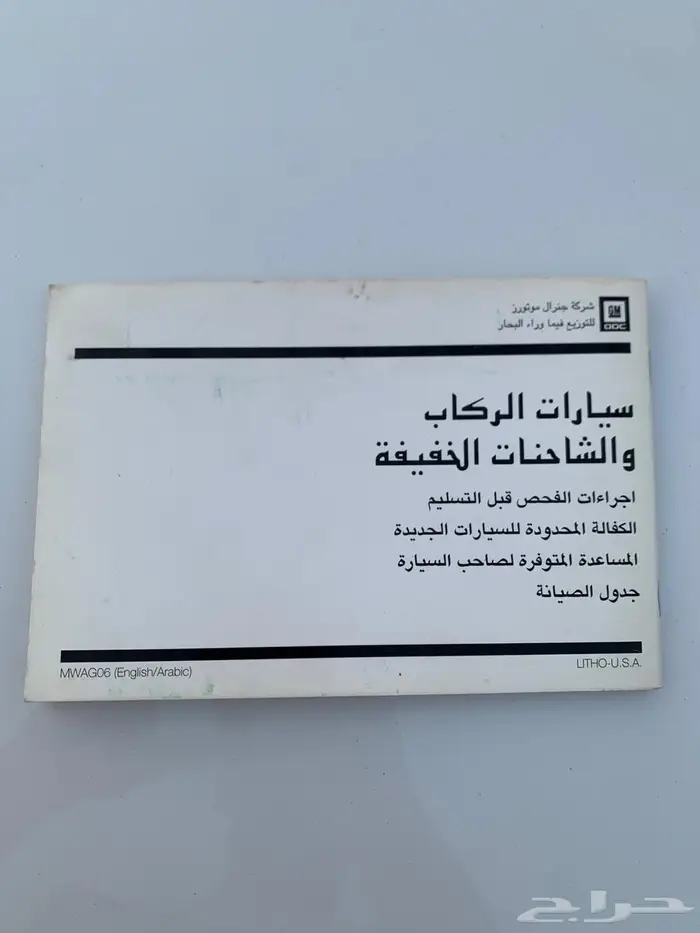 شركة جنرال موتورز
للتوزيع فيما وراء البحار
GM
ODC
سيارات الركاب
والشاحنات الخفيفة
اجراءات الفحص قبل التسليم
الكفالة المحدودة للسيارات الجديدة
المساعدة المتوفرة لصاحب السيارة
جدول الصيانة
MWAG06 (English/Arabic)
LITHO-U.S.A.
حراج